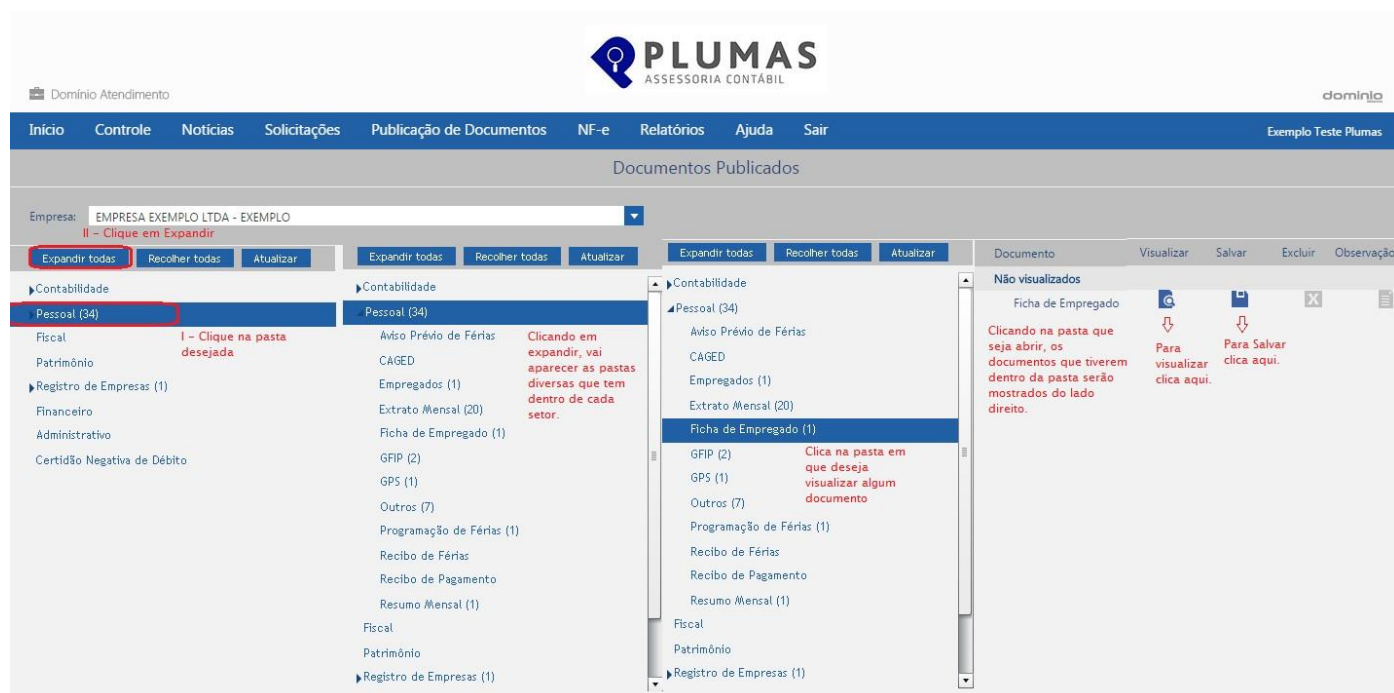 PLUMAS
ASSESSORIA CONTÁBIL
Domínio Atendimento
domínio
Início Controle Notícias Solicitações Publicação de Documentos NF-e Relatórios Ajuda Sair
Exemplo Teste Plumas
Documentos Publicados
Empresa: EMPRESA EXEMPLO LTDA - EXEMPLO
II - Clique em Expandir
Expandir todas Recolher todas Atualizar
Contabilidade
Pessoal (34)
Fiscal
I - Clique na pasta
desejada
Patrimônio
Registro de Empresas (1)
Financeiro
Administrativo
Certidão Negativa de Débito
Expandir todas Recolher todas Atualizar
Contabilidade
Pessoal (34)
Aviso Prévio de Férias
CAGED
Empregados (1)
Extrato Mensal (20)
Ficha de Empregado (1)
GFIP (2)
GPS (1)
Outros (7)
Programação de Férias (1)
Recibo de Férias
Recibo de Pagamento
Resumo Mensal (1)
Fiscal
Patrimônio
Registro de Empresas (1)
Clicando em
expandir, vai
aparecer as pastas
diversas que tem
dentro de cada
setor.
Expandir todas Recolher todas Atualizar
Contabilidade
Pessoal (34)
Aviso Prévio de Férias
CAGED
Empregados (1)
Extrato Mensal (20)
Ficha de Empregado (1)
GFIP (2)
GPS (1)
Outros (7)
Programação de Férias (1)
Recibo de Férias
Recibo de Pagamento
Resumo Mensal (1)
Fiscal
Patrimônio
Registro de Empresas (1)
Clica na pasta em
que deseja
visualizar algum
documento
Documento Visualizar Salvar Excluir Observação
Não visualizados
Ficha de Empregado
Clicando na pasta que
seja abrir, os
documentos que tiverem
dentro da pasta serão
mostrados do lado
direito.
Para
visualizar
clica aqui.
Para Salvar
clica aqui.